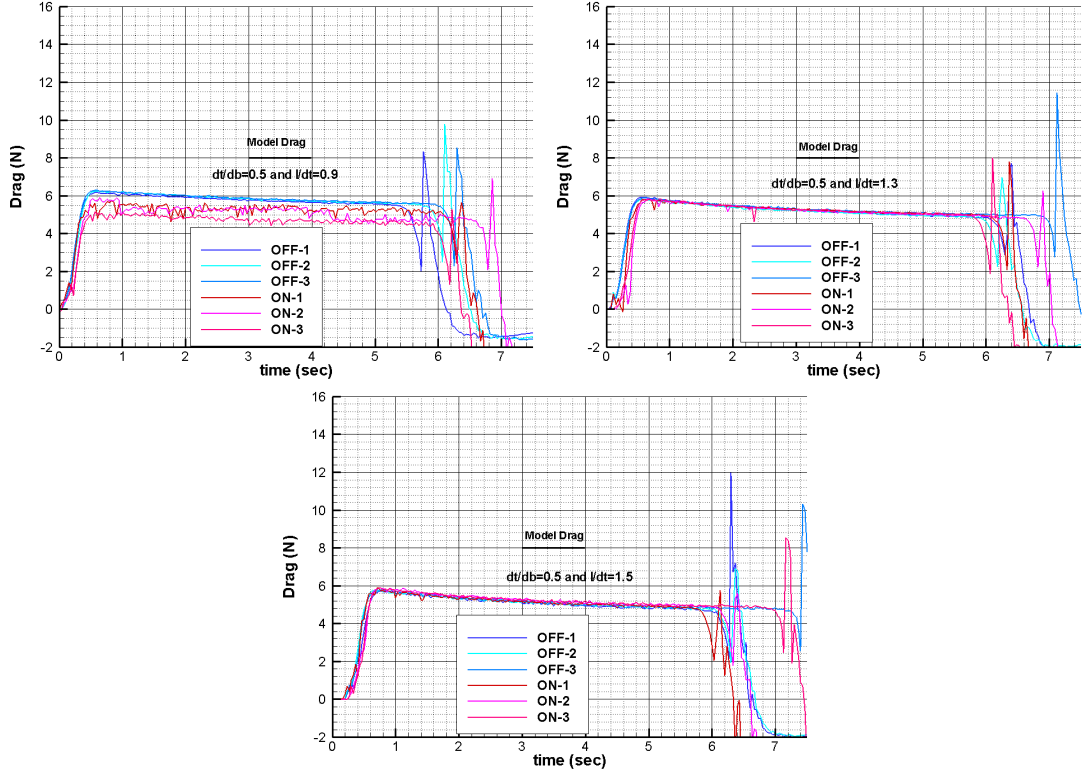 16
14
12
10
8
6
4
2
0
-2
Drag (N)
Model Drag
dt/db=0.5 and l/dt=0.9
OFF-1
OFF-2
OFF-3
ON-1
ON-2
ON-3
0 1 2 3 4 5 6 7
time (sec)
16
14
12
10
8
6
4
2
0
-2
Drag (N)
Model Drag
dt/db=0.5 and l/dt=1.3
OFF-1
OFF-2
OFF-3
ON-1
ON-2
ON-3
0 1 2 3 4 5 6 7
time (sec)
16
14
12
10
8
6
4
2
0
-2
Drag (N)
Model Drag
dt/db=0.5 and l/dt=1.5
OFF-1
OFF-2
OFF-3
ON-1
ON-2
ON-3
0 1 2 3 4 5 6 7
time (sec)